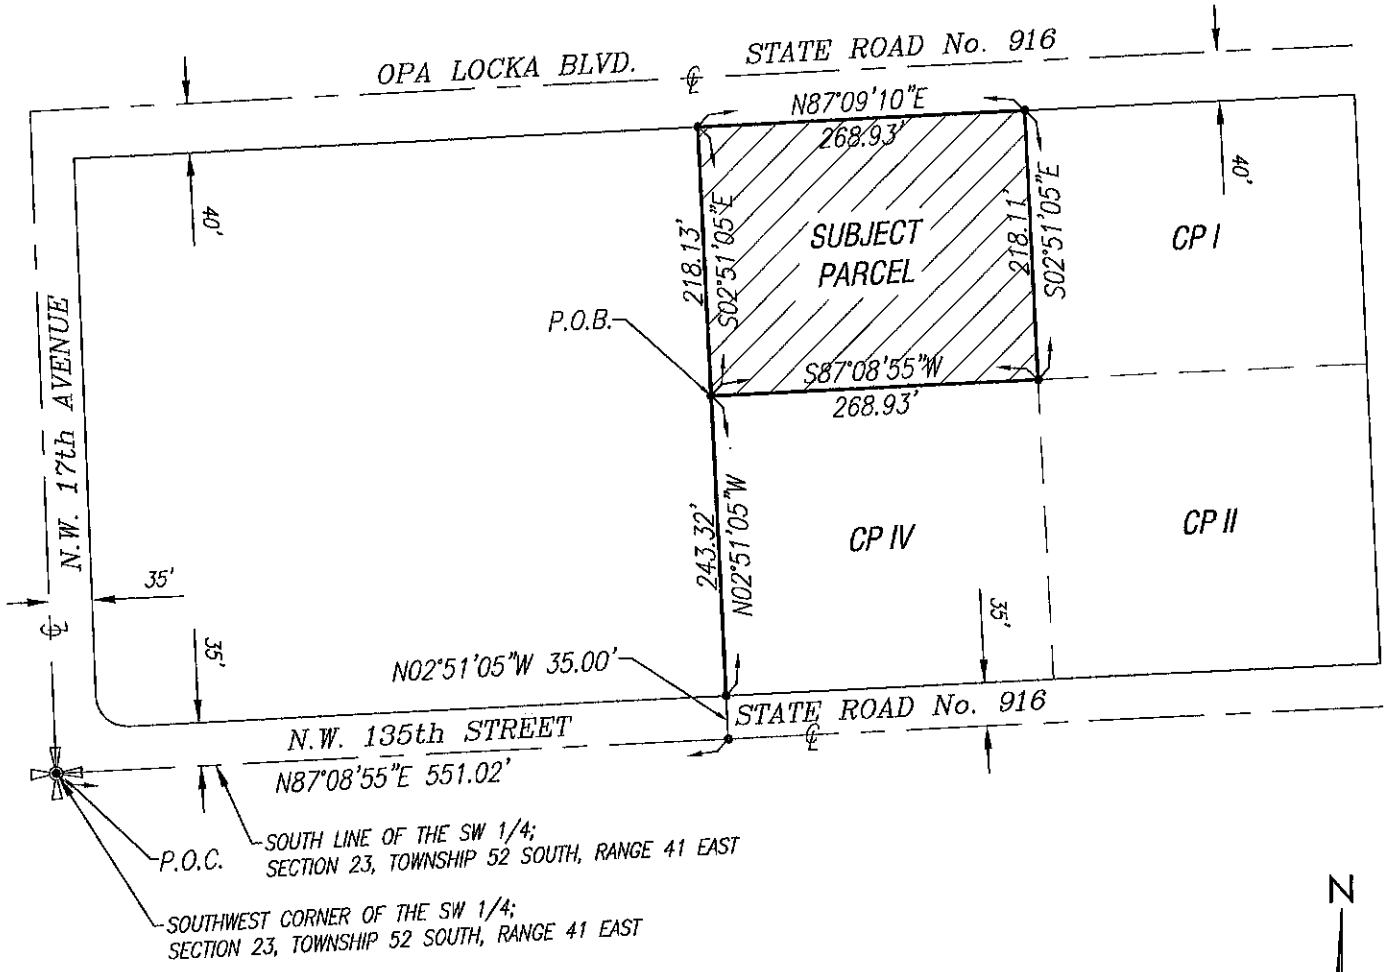 OPA LOCKA BLVD.
℄
STATE ROAD No. 916
N87°09'10"E
268.93'
40'
40'
218.13'
S02°51'05"E
SUBJECT
PARCEL
218.11'
S02°51'05"E
CP I
P.O.B.
S87°08'55"W
268.93'
N.W. 17th AVENUE
℄
35'
243.32'
N02°51'05"W
CP IV
CP II
35'
35'
N02°51'05"W 35.00'
STATE ROAD No. 916
℄
N.W. 135th STREET
N87°08'55"E 551.02'
P.O.C.
SOUTH LINE OF THE SW 1/4;
SECTION 23, TOWNSHIP 52 SOUTH, RANGE 41 EAST
SOUTHWEST CORNER OF THE SW 1/4;
SECTION 23, TOWNSHIP 52 SOUTH, RANGE 41 EAST
N